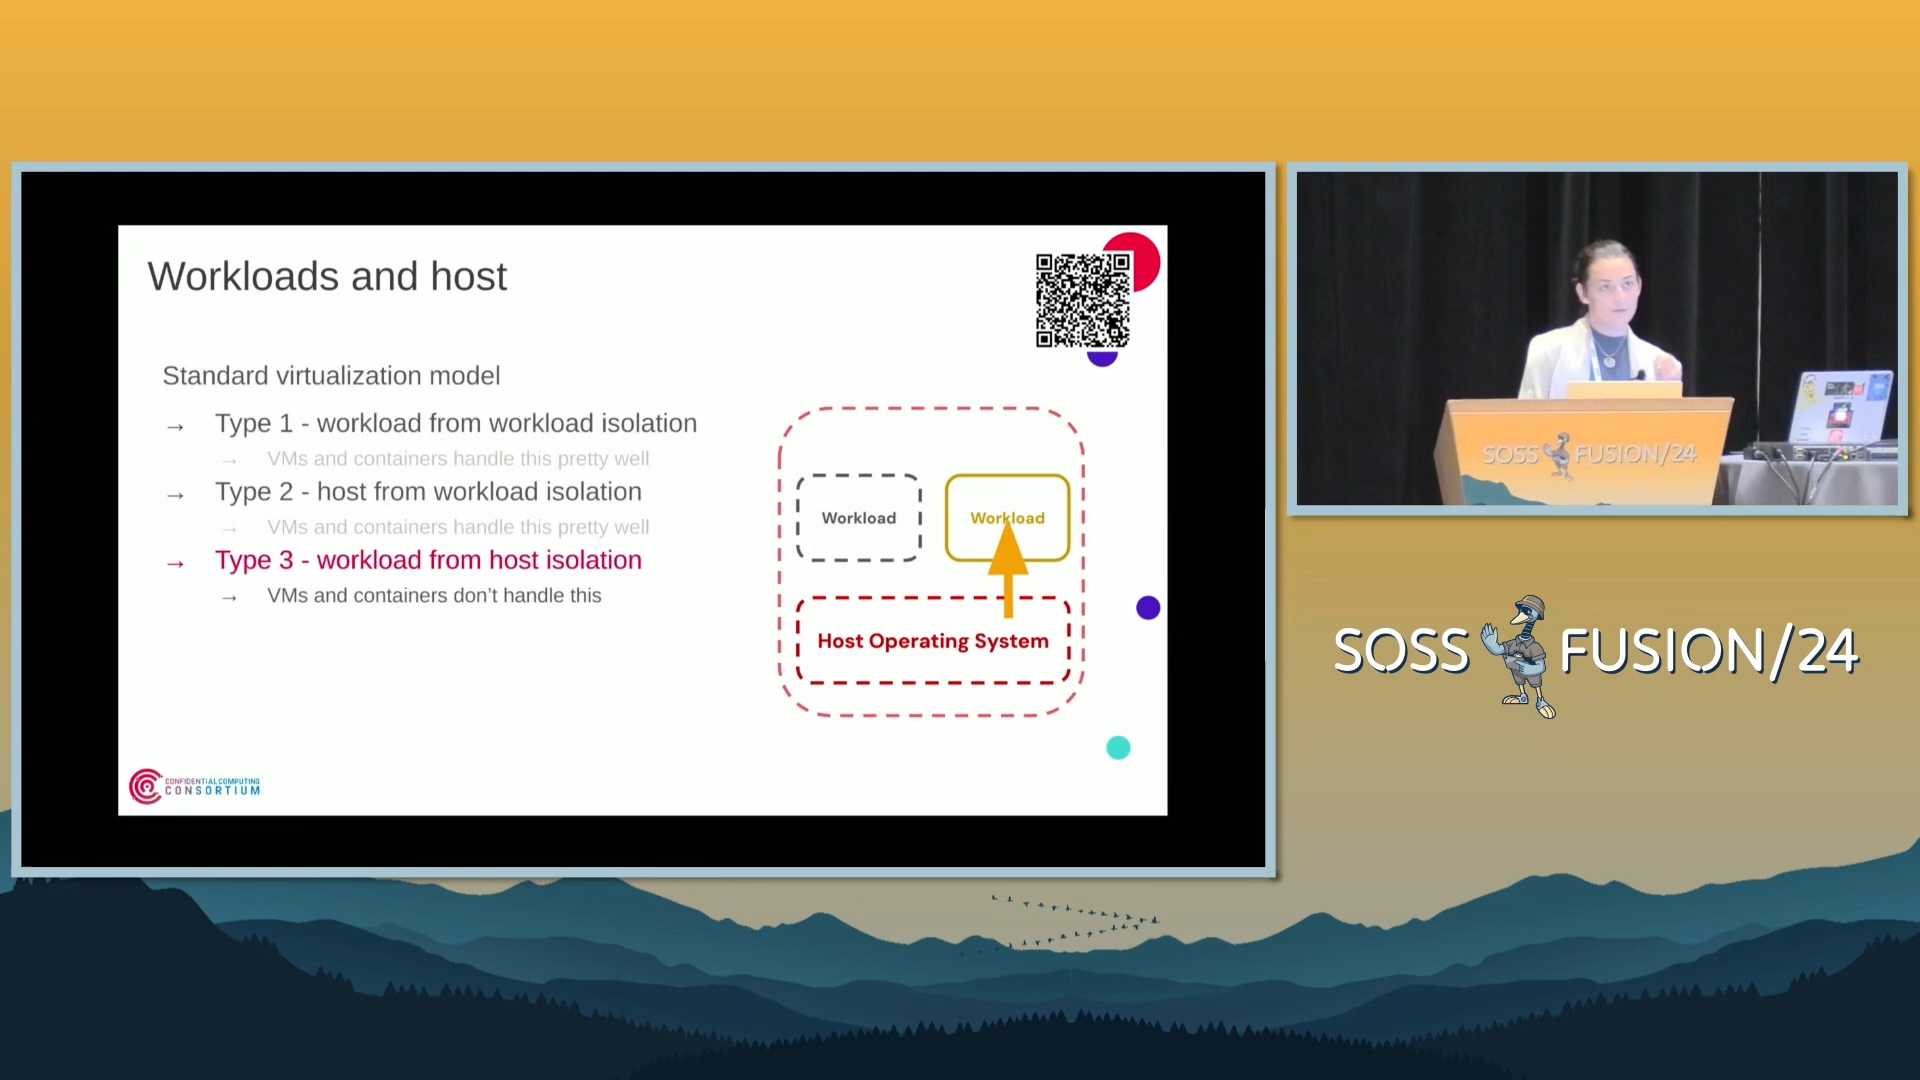 Workloads and host
Standard virtualization model
→ Type 1 - workload from workload isolation
→ VMs and containers handle this pretty well
→ Type 2 - host from workload isolation
→ VMs and containers handle this pretty well
→ Type 3 - workload from host isolation
→ VMs and containers don’t handle this
Workload
Workload
Host Operating System
CONFIDENTIAL COMPUTING
CONSORTIUM
SOSS FUSION/24
SOSS FUSION/24